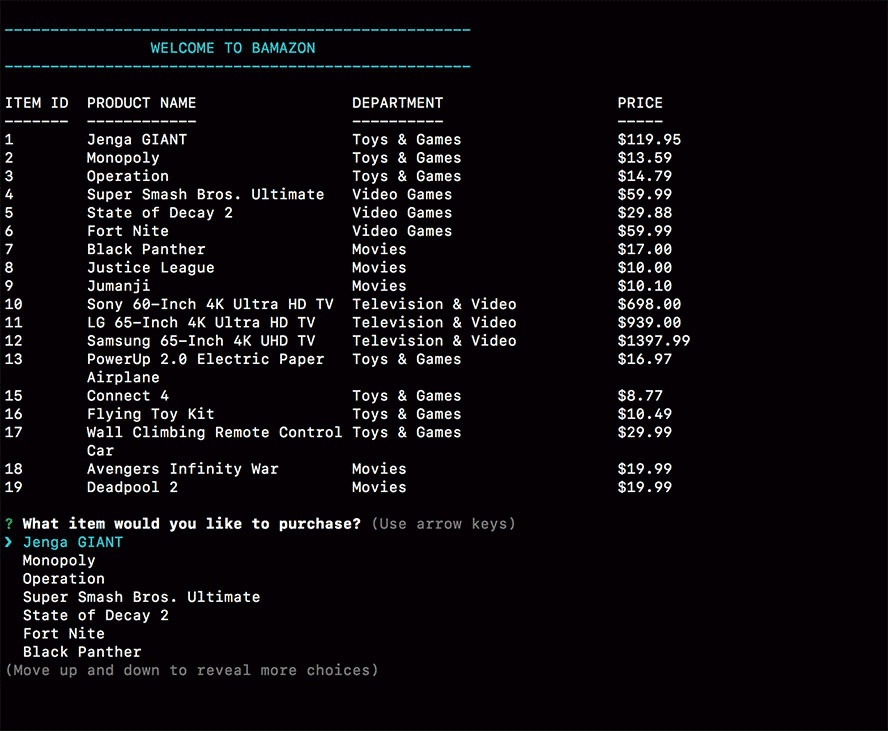 WELCOME TO BAMAZON
ITEM ID PRODUCT NAME DEPARTMENT PRICE
1 Jenga GIANT Toys & Games $119.95
2 Monopoly Toys & Games $13.59
3 Operation Toys & Games $14.79
4 Super Smash Bros. Ultimate Video Games $59.99
5 State of Decay 2 Video Games $29.88
6 Fort Nite Video Games $59.99
7 Black Panther Movies $17.00
8 Justice League Movies $10.00
9 Jumanji Movies $10.10
10 Sony 60-Inch 4K Ultra HD TV Television & Video $698.00
11 LG 65-Inch 4K Ultra HD TV Television & Video $939.00
12 Samsung 65-Inch 4K UHD TV Television & Video $1397.99
13 PowerUp 2.0 Electric Paper Toys & Games $16.97
Airplane
15 Connect 4 Toys & Games $8.77
16 Flying Toy Kit Toys & Games $10.49
17 Wall Climbing Remote Control Toys & Games $29.99
Car
18 Avengers Infinity War Movies $19.99
19 Deadpool 2 Movies $19.99
? What item would you like to purchase? (Use arrow keys)
❯ Jenga GIANT
Monopoly
Operation
Super Smash Bros. Ultimate
State of Decay 2
Fort Nite
Black Panther
(Move up and down to reveal more choices)